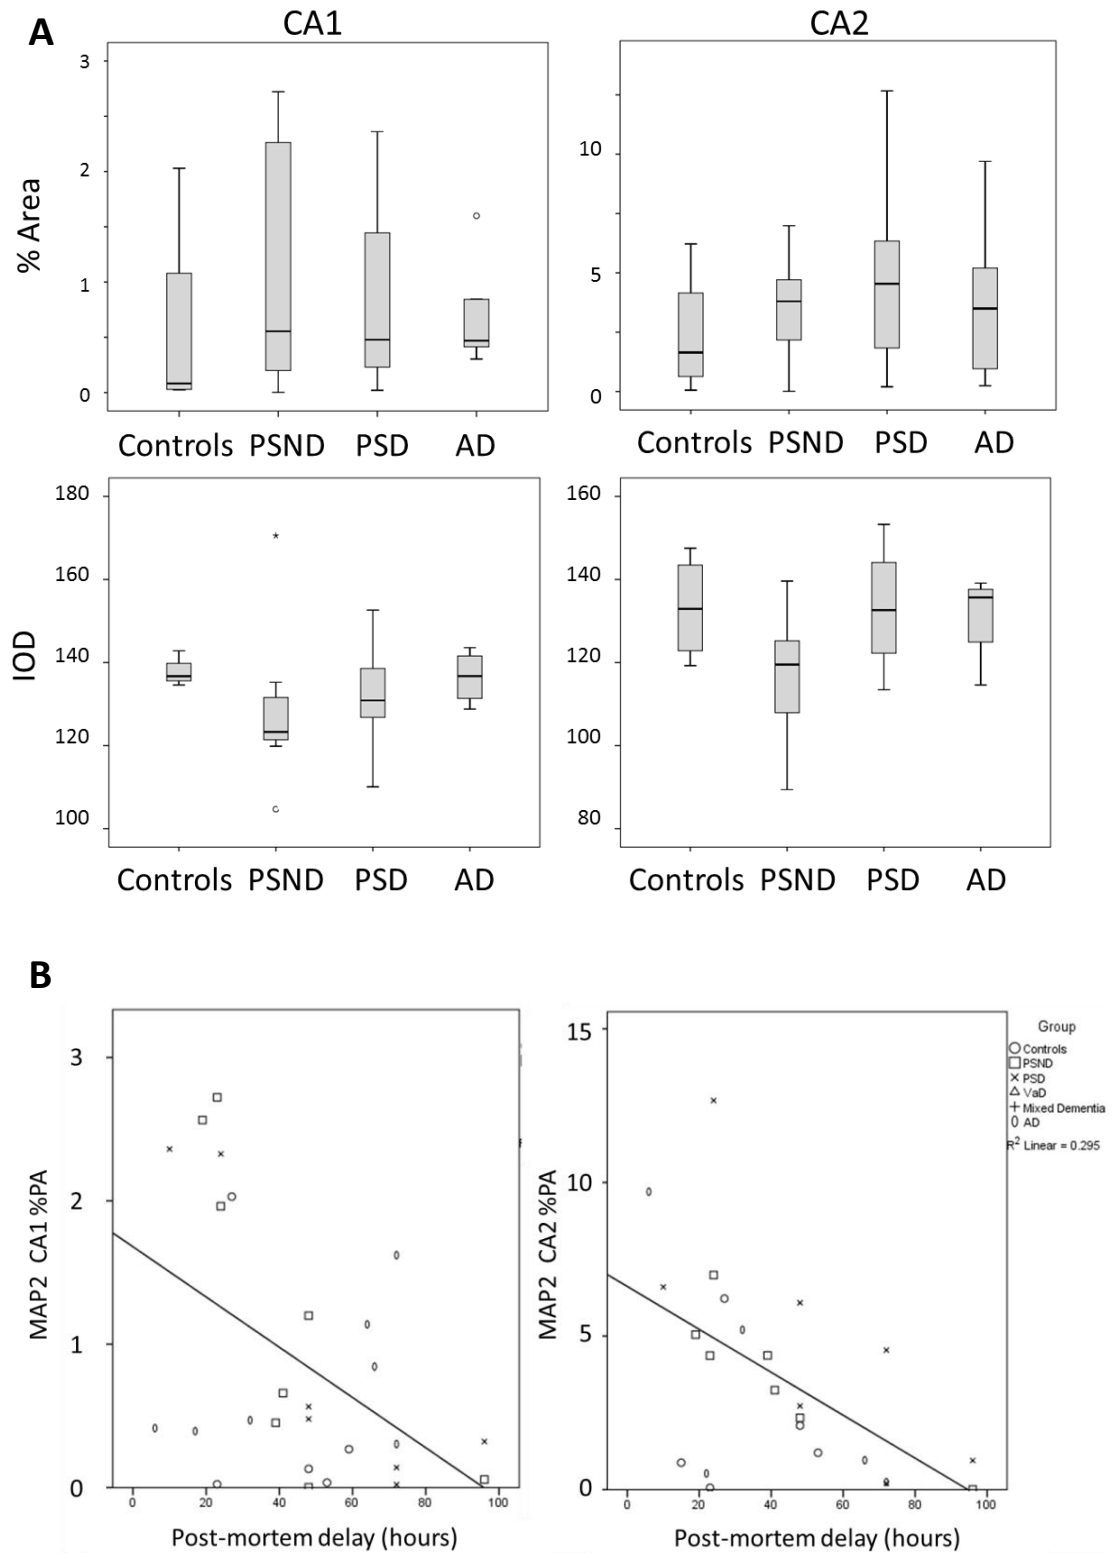 A
CA1
CA2
% Area
3
2
1
0
10
5
0
Controls PSND PSD AD
Controls PSND PSD AD
IOD
180
160
140
120
100
160
140
120
100
80
Controls PSND PSD AD
Controls PSND PSD AD
B
MAP2 CA1 %PA
3
2
1
0
0 20 40 60 80 100
Post-mortem delay (hours)
MAP2 CA2 %PA
15
10
5
0
0 20 40 60 80 100
Post-mortem delay (hours)
Group
Controls
PSND
PSD
VaD
Mixed Dementia
AD
R² Linear = 0.295